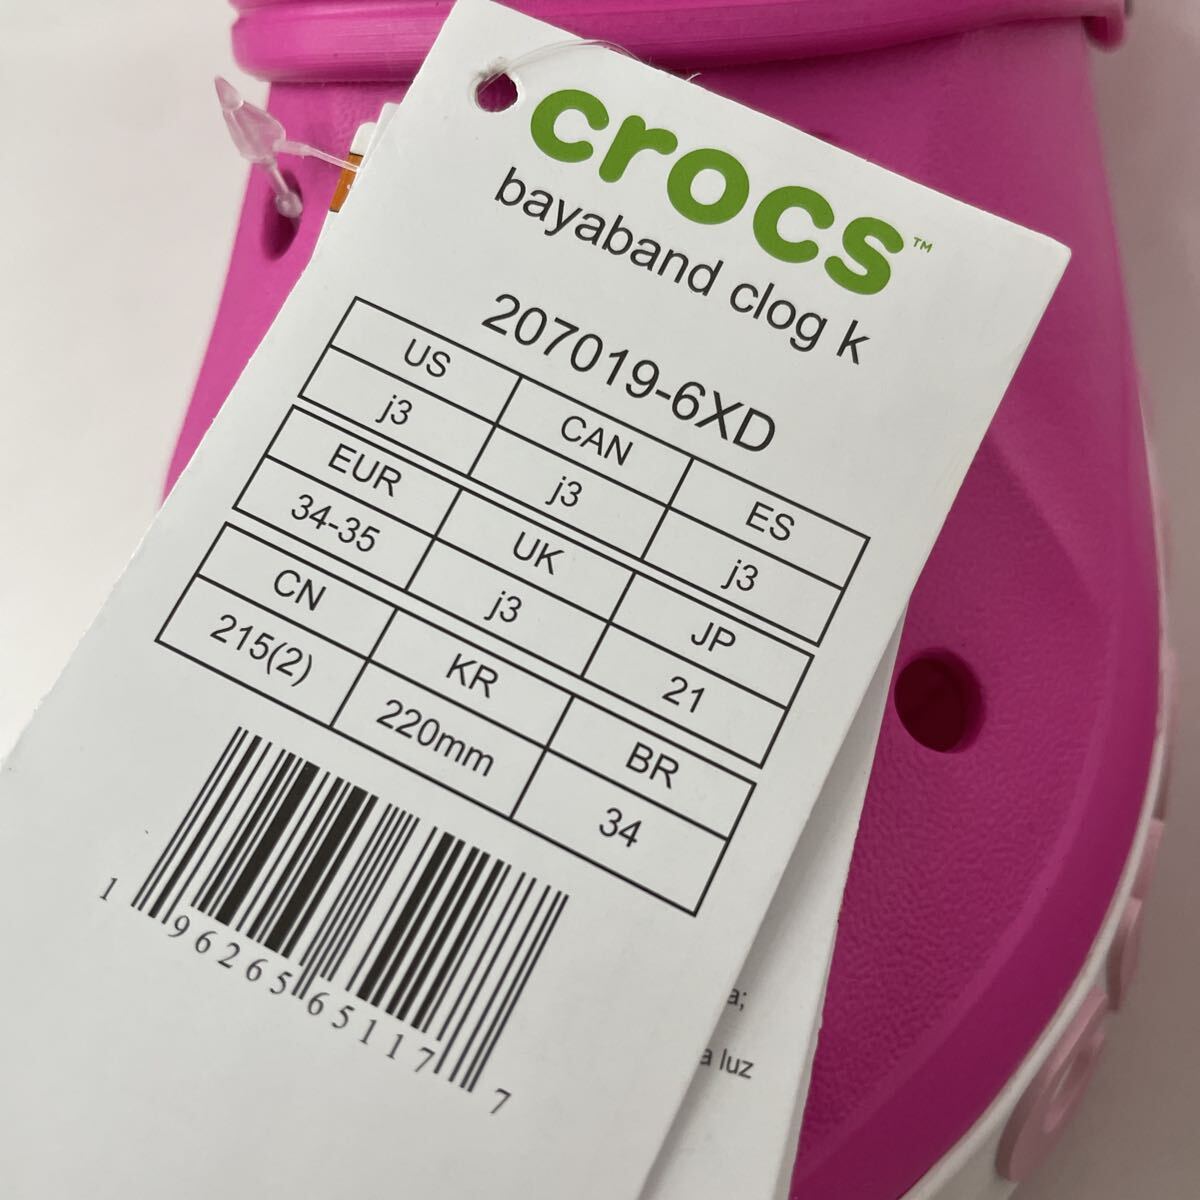 crocs™
bayaband clog k
207019-6XD
US CAN ES
j3 j3 j3
EUR UK JP
34-35 j3 21
CN KR BR
215(2) 220mm 34
1 96265 65117 7
a;
a luz